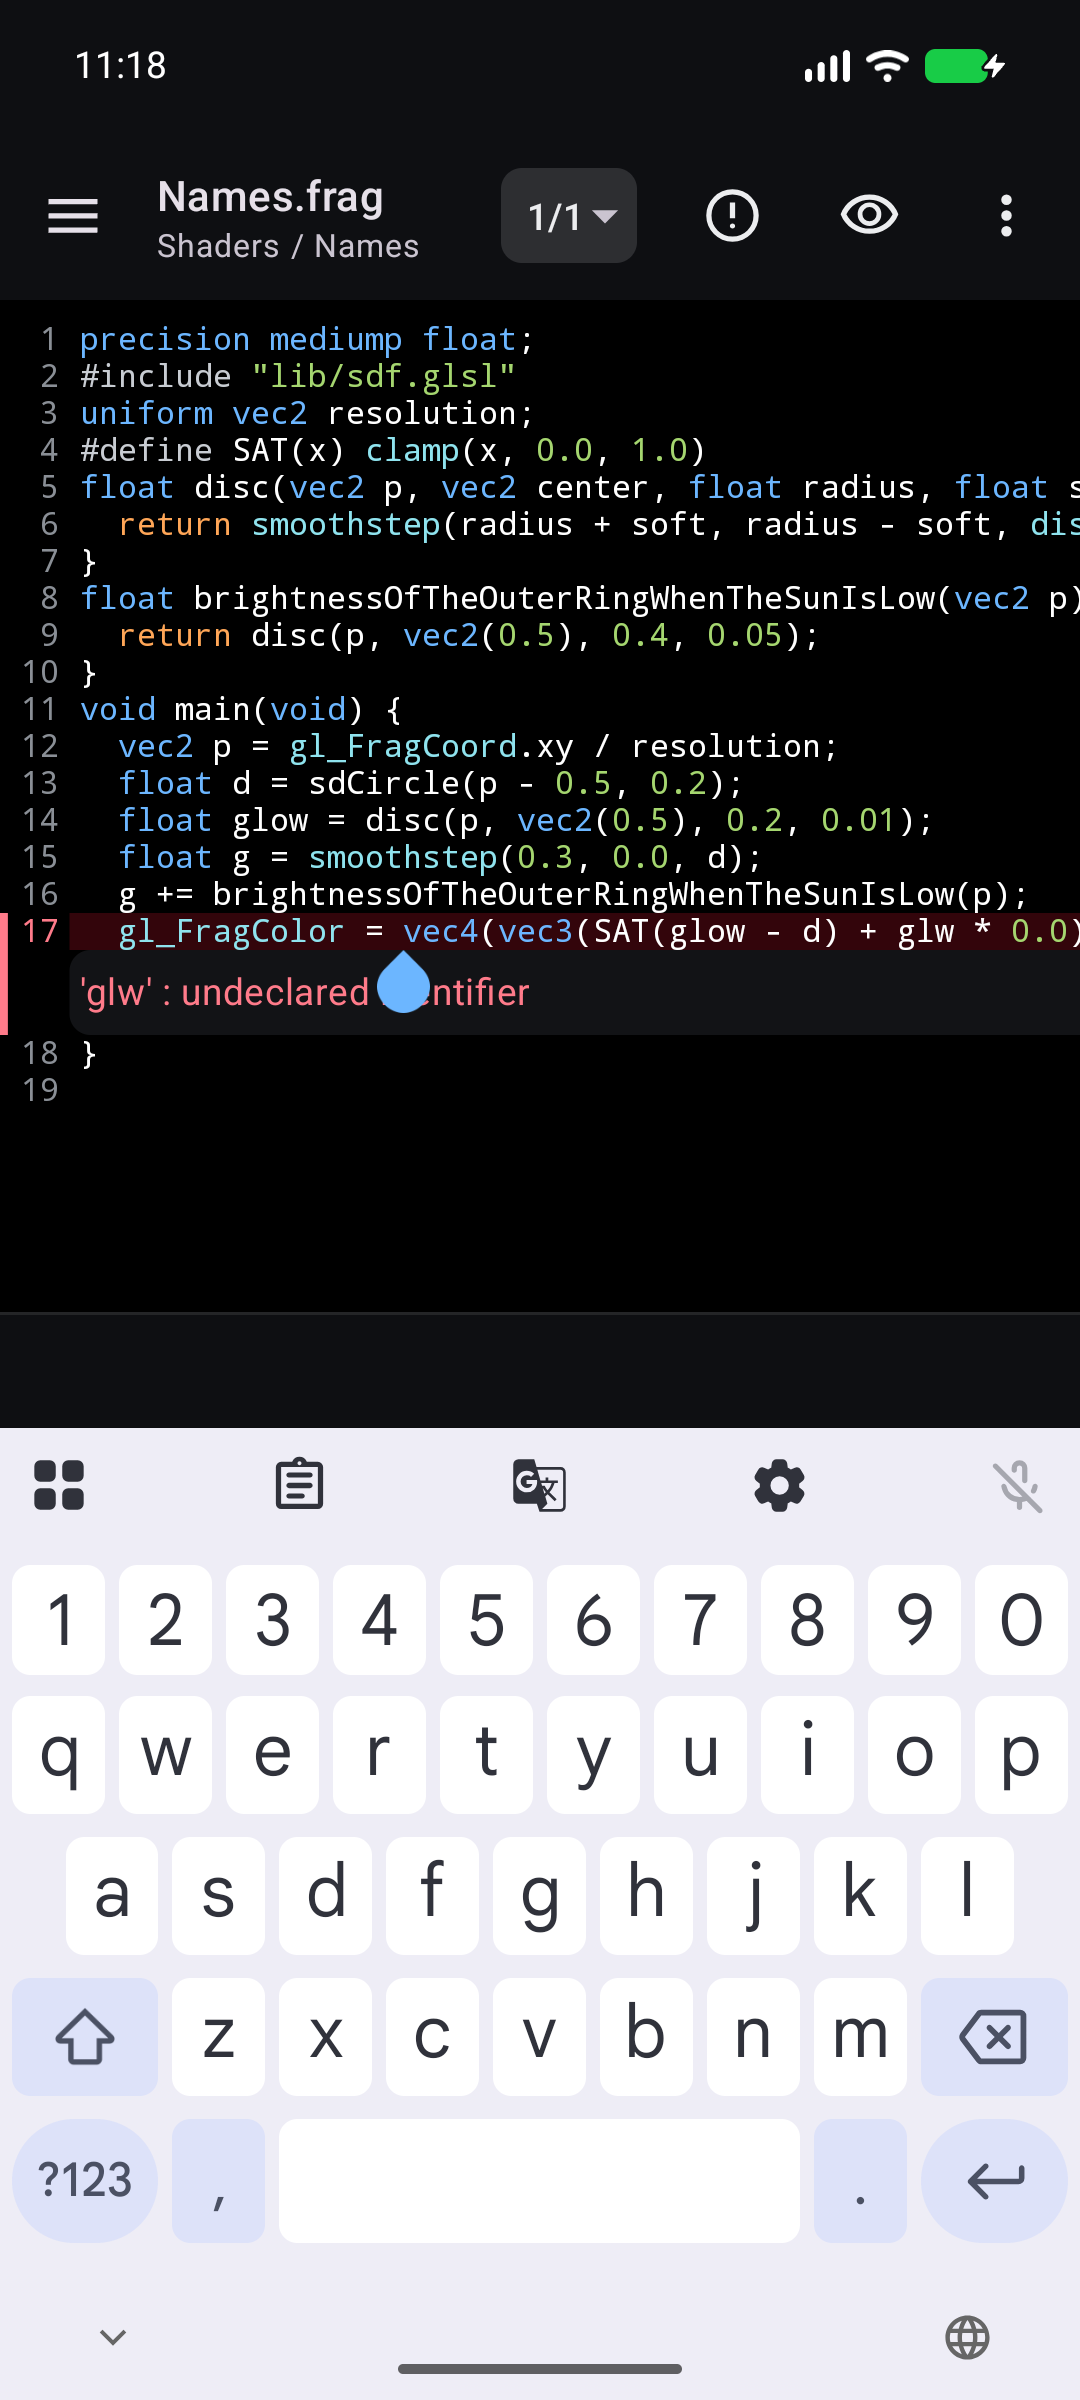 11:18
Names.frag
Shaders / Names
1/1
1 precision mediump float;
2 #include "lib/sdf.glsl"
3 uniform vec2 resolution;
4 #define SAT(x) clamp(x, 0.0, 1.0)
5 float disc(vec2 p, vec2 center, float radius, float s
6   return smoothstep(radius + soft, radius - soft, dis
7 }
8 float brightnessOfTheOuterRingWhenTheSunIsLow(vec2 p)
9   return disc(p, vec2(0.5), 0.4, 0.05);
10 }
11 void main(void) {
12   vec2 p = gl_FragCoord.xy / resolution;
13   float d = sdCircle(p - 0.5, 0.2);
14   float glow = disc(p, vec2(0.5), 0.2, 0.01);
15   float g = smoothstep(0.3, 0.0, d);
16   g += brightnessOfTheOuterRingWhenTheSunIsLow(p);
17   gl_FragColor = vec4(vec3(SAT(glow - d) + glw * 0.0)
'glw' : undeclared
18 }
19
1 2 3 4 5 6 7 8 9 0
q w e r t y u i o p
a s d f g h j k l
z x c v b n m
?123 , .